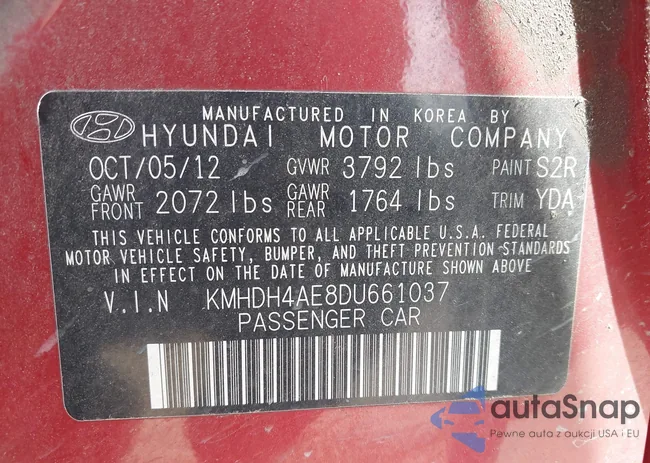 MANUFACTURED IN KOREA BY
HYUNDAI MOTOR COMPANY
OCT/05/12 GVWR 3792 lbs PAINT S2R
GAWR FRONT 2072 lbs GAWR REAR 1764 lbs TRIM YDA
THIS VEHICLE CONFORMS TO ALL APPLICABLE U.S.A. FEDERAL
MOTOR VEHICLE SAFETY, BUMPER, AND THEFT PREVENTION STANDARDS
IN EFFECT ON THE DATE OF MANUFACTURE SHOWN ABOVE
V.I.N KMHDH4AE8DU661037
PASSENGER CAR
autaSnap
Pewne auta z aukcji USA i EU